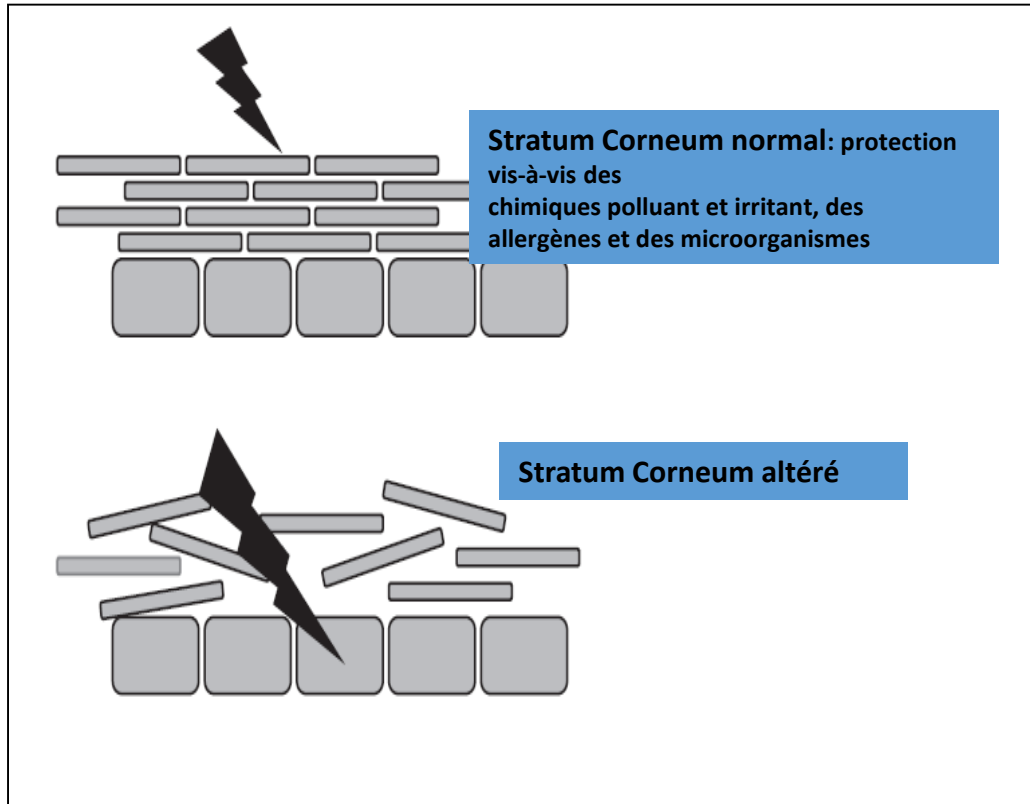 Stratum Corneum normal: protection
vis-à-vis des
chimiques polluant et irritant, des
allergènes et des microorganismes
Stratum Corneum altéré